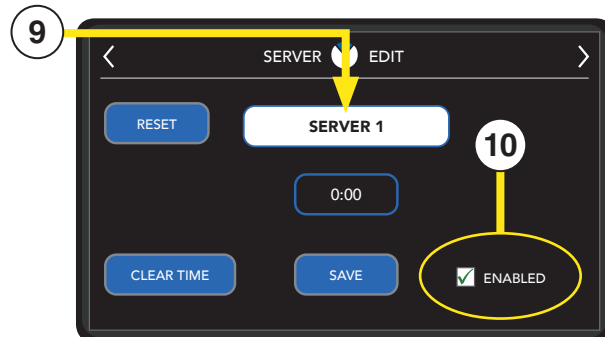 9
SERVER EDIT
RESET
SERVER 1
10
0:00
CLEAR TIME
SAVE
ENABLED